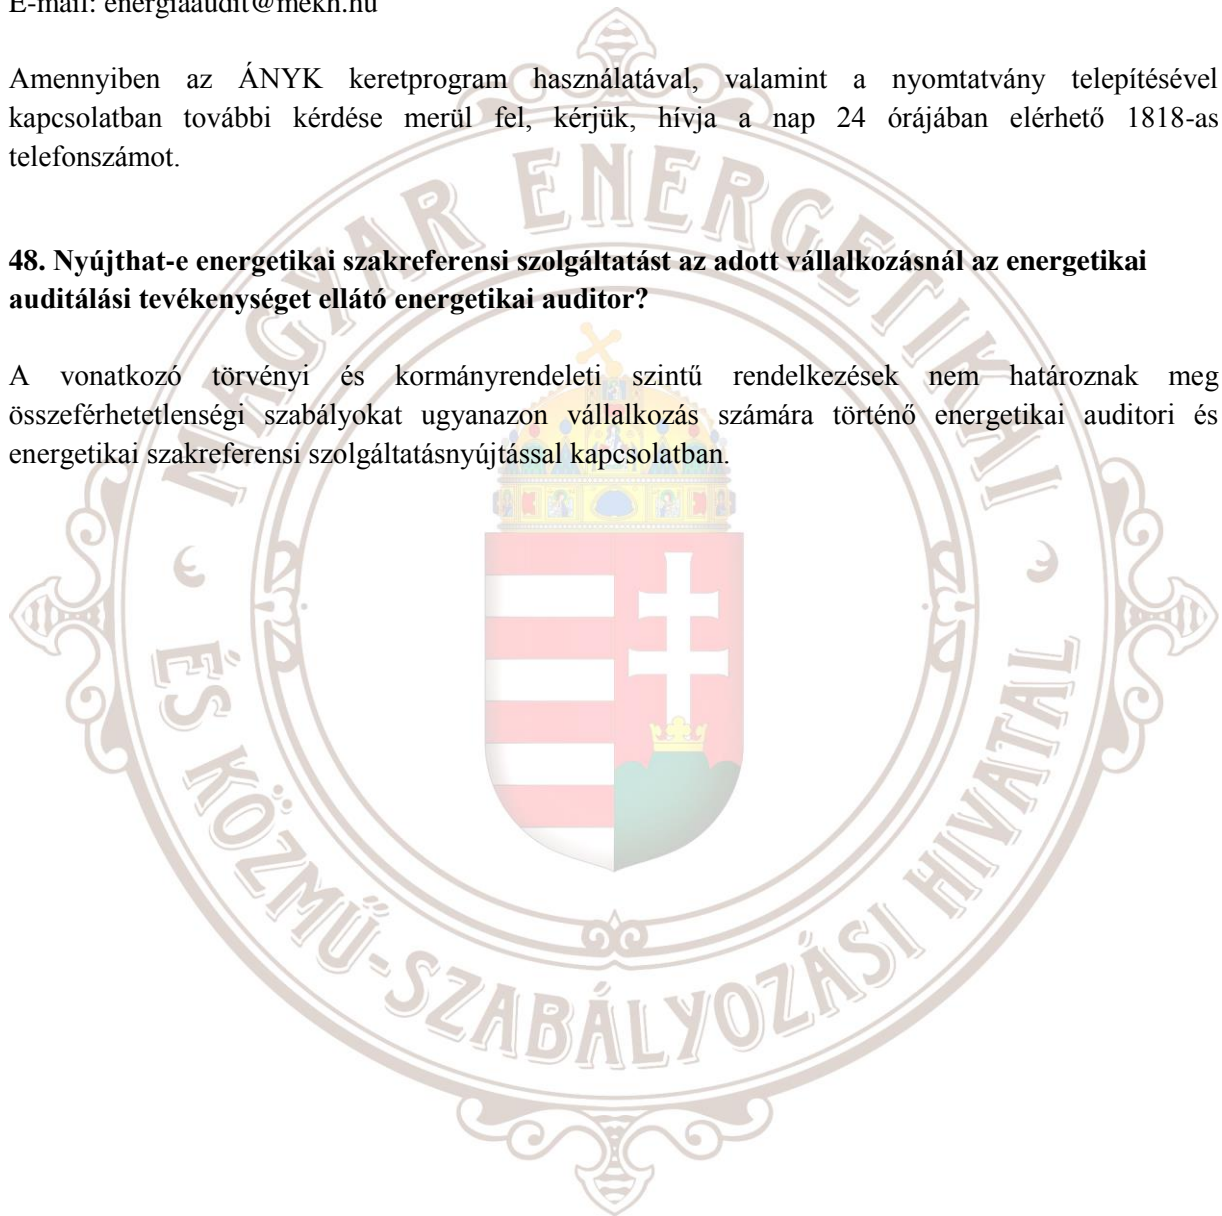 E-mail: energiaaudit@mekh.hu
Amennyiben az ÁNYK keretprogram használatával, valamint a nyomtatvány telepítésével
kapcsolatban további kérdése merül fel, kérjük, hívja a nap 24 órájában elérhető 1818-as
telefonszámot.
48. Nyújthat-e energetikai szakreferensi szolgáltatást az adott vállalkozásnál az energetikai
auditálási tevékenységet ellátó energetikai auditor?
A vonatkozó törvényi és kormányrendeleti szintű rendelkezések nem határoznak meg
összeférhetetlenségi szabályokat ugyanazon vállalkozás számára történő energetikai auditori és
energetikai szakreferensi szolgáltatásnyújtással kapcsolatban.
MAGYAR ENERGETIKAI
ÉS KÖZMŰ-SZABÁLYOZÁSI HIVATAL